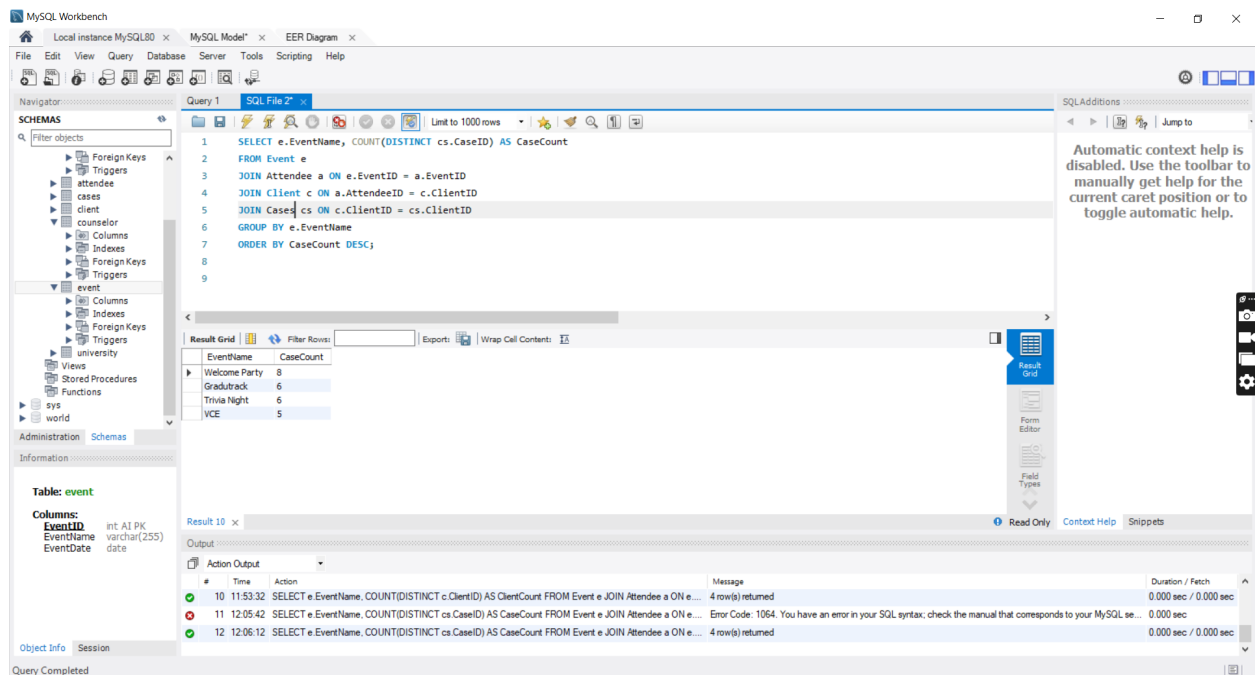 MySQL Workbench
Local instance MySQL80 MySQL Model* EER Diagram
File Edit View Query Database Server Tools Scripting Help
Navigator
SCHEMAS
Filter objects
Foreign Keys
Triggers
attendee
cases
client
counselor
Columns
Indexes
Foreign Keys
Triggers
event
Columns
Indexes
Foreign Keys
Triggers
university
Views
Stored Procedures
Functions
sys
world
Administration Schemas
Information
Table: event
Columns:
EventID int AI PK
EventName varchar(255)
EventDate date
Object Info Session
Query 1 SQL File 2*
Limit to 1000 rows
1 SELECT e.EventName, COUNT(DISTINCT cs.CaseID) AS CaseCount
2 FROM Event e
3 JOIN Attendee a ON e.EventID = a.EventID
4 JOIN Client c ON a.AttendeeID = c.ClientID
5 JOIN Cases cs ON c.ClientID = cs.ClientID
6 GROUP BY e.EventName
7 ORDER BY CaseCount DESC;
8
9
Result Grid Filter Rows: Export: Wrap Cell Content:
EventName CaseCount
Welcome Party 8
Gradutrack 6
Trivia Night 6
VCE 5
Result Grid
Form Editor
Field Types
Result 10 Read Only
SQLAdditions
Jump to
Automatic context help is
disabled. Use the toolbar to
manually get help for the
current caret position or to
toggle automatic help.
Context Help Snippets
Output
Action Output
# Time Action Message Duration / Fetch
10 11:53:32 SELECT e.EventName, COUNT(DISTINCT c.ClientID) AS ClientCount FROM Event e JOIN Attendee a ON e.... 4 row(s) returned 0.000 sec / 0.000 sec
11 12:05:42 SELECT e.EventName, COUNT(DISTINCT cs.CaseID) AS CaseCount FROM Event e JOIN Attendee a ON e.... Error Code: 1064. You have an error in your SQL syntax; check the manual that corresponds to your MySQL se... 0.000 sec
12 12:06:12 SELECT e.EventName, COUNT(DISTINCT cs.CaseID) AS CaseCount FROM Event e JOIN Attendee a ON e.... 4 row(s) returned 0.000 sec / 0.000 sec
Query Completed